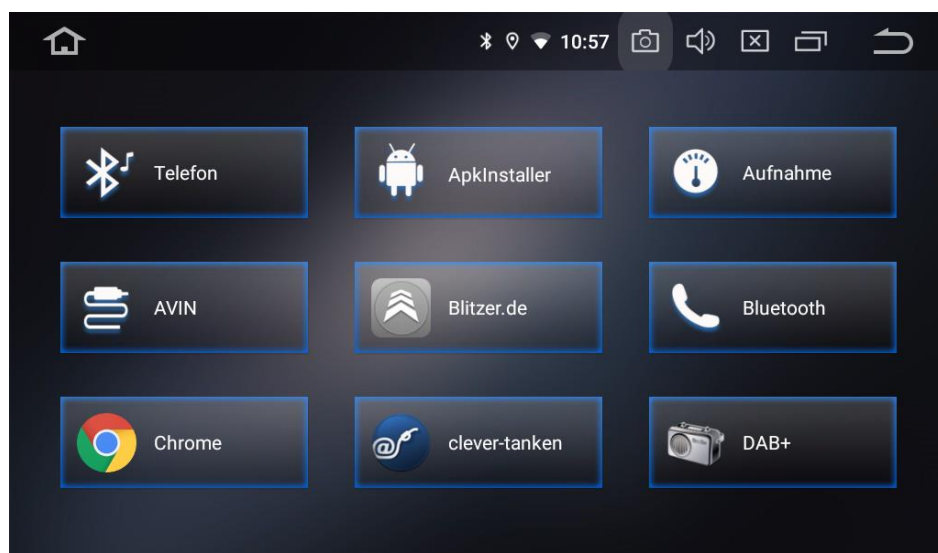 10:57
Telefon
ApkInstaller
Aufnahme
AVIN
Blitzer.de
Bluetooth
Chrome
clever-tanken
DAB+